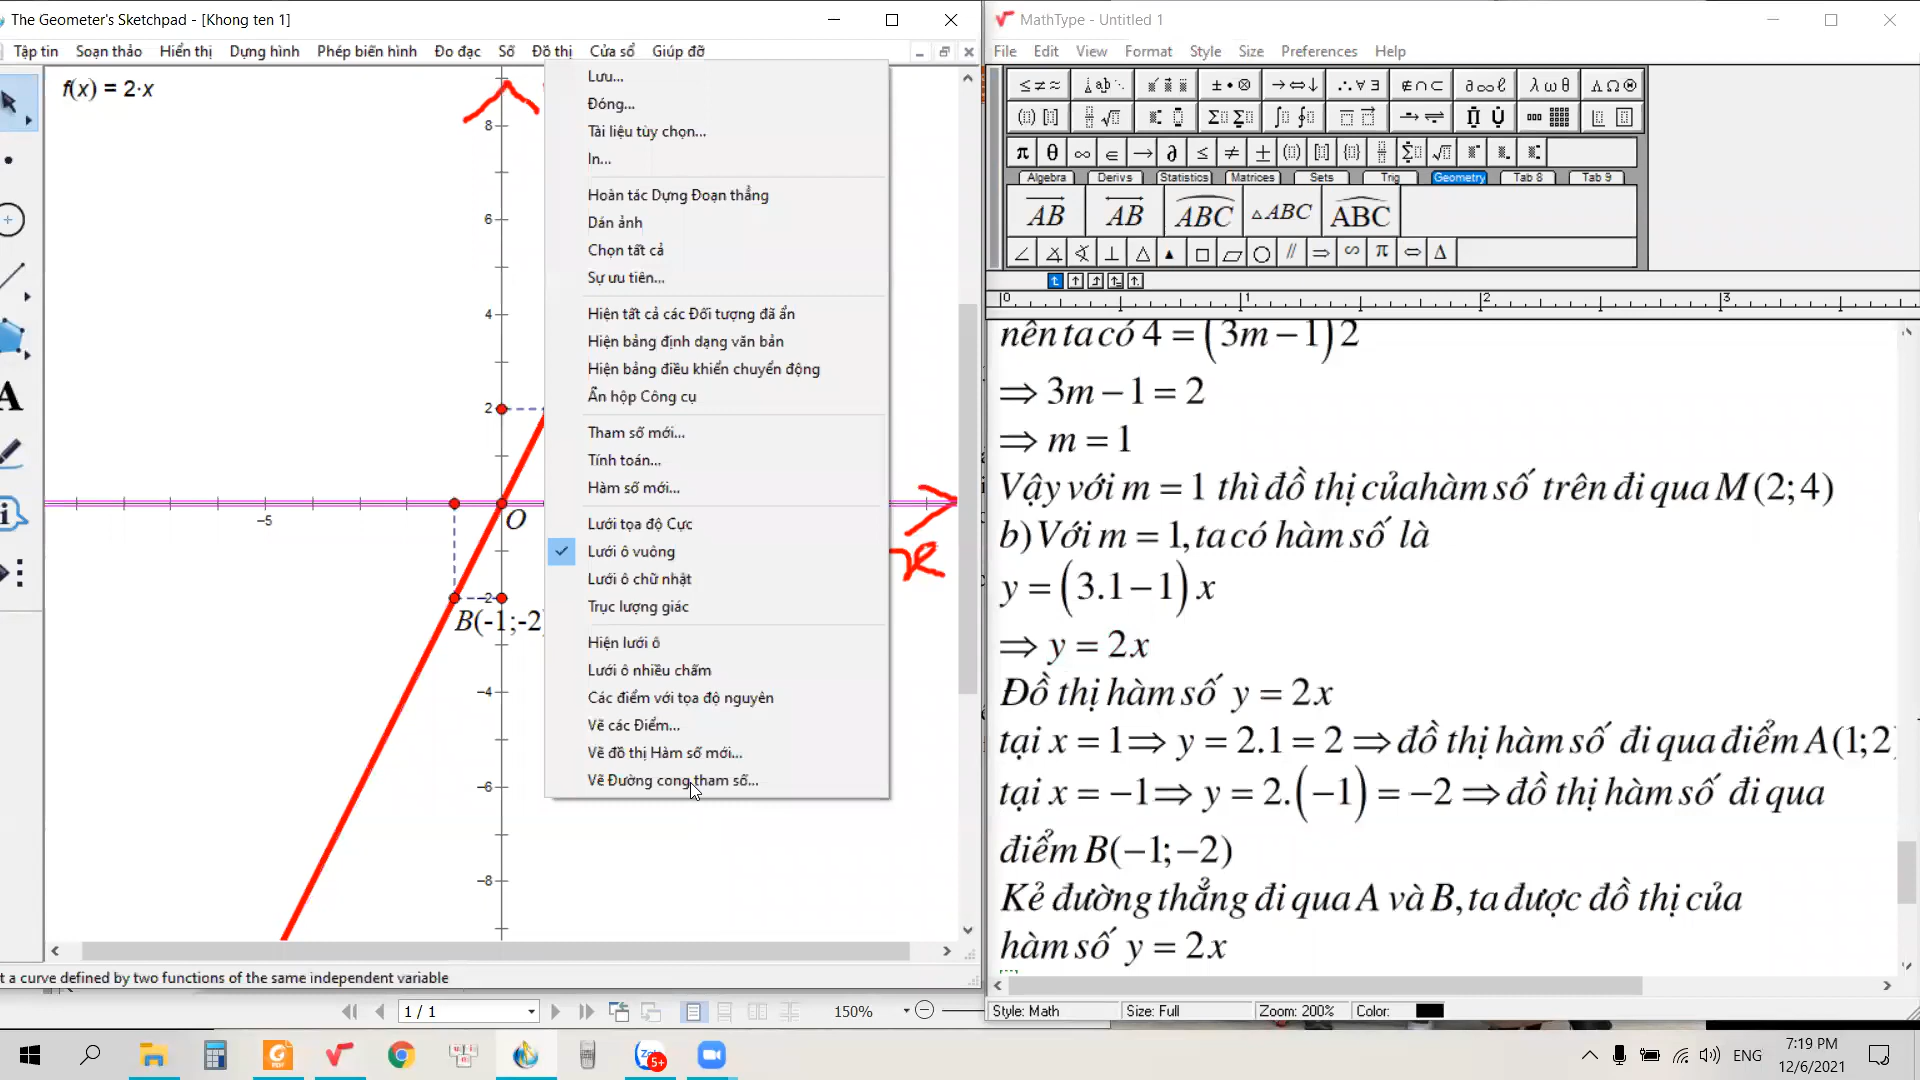 The Geometer's Sketchpad - [Khong ten 1]
Tập tin Soạn thảo Hiển thị Dựng hình Phép biến hình Đo đạc Số Đồ thị Cửa sổ Giúp đỡ
f(x) = 2·x
8
6
4
2
-5
O
-2
B(-1;-2)
-4
-6
-8
x
Lưu...
Đóng...
Tài liệu tùy chọn...
In...
Hoàn tác Dựng Đoạn thẳng
Dán ảnh
Chọn tất cả
Sự ưu tiên...
Hiện tất cả các Đối tượng đã ẩn
Hiện bảng định dạng văn bản
Hiện bảng điều khiển chuyển động
Ẩn hộp Công cụ
Tham số mới...
Tính toán...
Hàm số mới...
Lưới tọa độ Cực
Lưới ô vuông
Lưới ô chữ nhật
Trục lượng giác
Hiện lưới ô
Lưới ô nhiều chấm
Các điểm với tọa độ nguyên
Vẽ các Điểm...
Vẽ đồ thị Hàm số mới...
Vẽ Đường cong tham số...
t a curve defined by two functions of the same independent variable
1 / 1
150%
MathType - Untitled 1
File Edit View Format Style Size Preferences Help
Algebra Derivs Statistics Matrices Sets Trig Geometry Tab 8 Tab 9
AB AB ABC △ABC ABC
0 1 2 3
nên ta có 4 = (3m − 1) 2
⇒ 3m − 1 = 2
⇒ m = 1
Vậy với m = 1 thì đồ thị củahàm số trên đi qua M (2; 4)
b) Với m = 1, ta có hàm số là
y = (3.1 − 1) x
⇒ y = 2x
Đồ thị hàm số y = 2x
tại x = 1 ⇒ y = 2.1 = 2 ⇒ đồ thị hàm số đi qua điểm A(1; 2
tại x = −1 ⇒ y = 2.(−1) = −2 ⇒ đồ thị hàm số đi qua
điểm B(−1; −2)
Kẻ đường thẳng đi qua A và B, ta được đồ thị của
hàm số y = 2x
Style: Math Size: Full Zoom: 200% Color:
5+
ENG
7:19 PM
12/6/2021